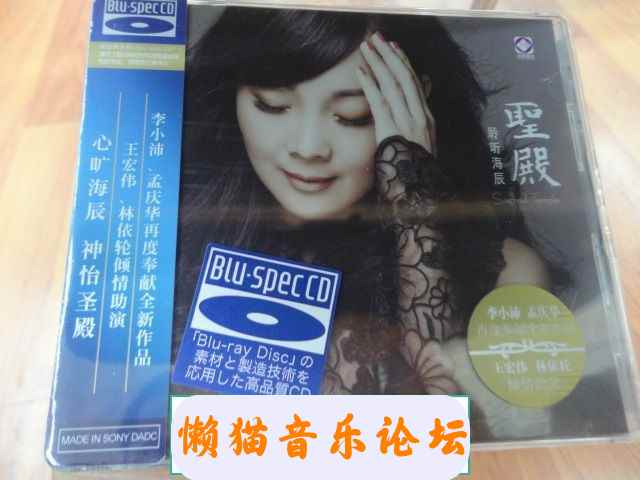 BLU-SPEC CD
李小沛、孟庆华再度奉献全新作品
王宏伟、林依轮倾情助演
心旷海辰 神怡圣殿
MADE IN SONY DADC
聖殿
聆听海辰
BLU-SPEC CD
「Blu-ray Disc」の
素材と製造技術を
応用した高品質CD
李小沛 孟庆华
王宏伟 林依轮
懒猫音乐论坛